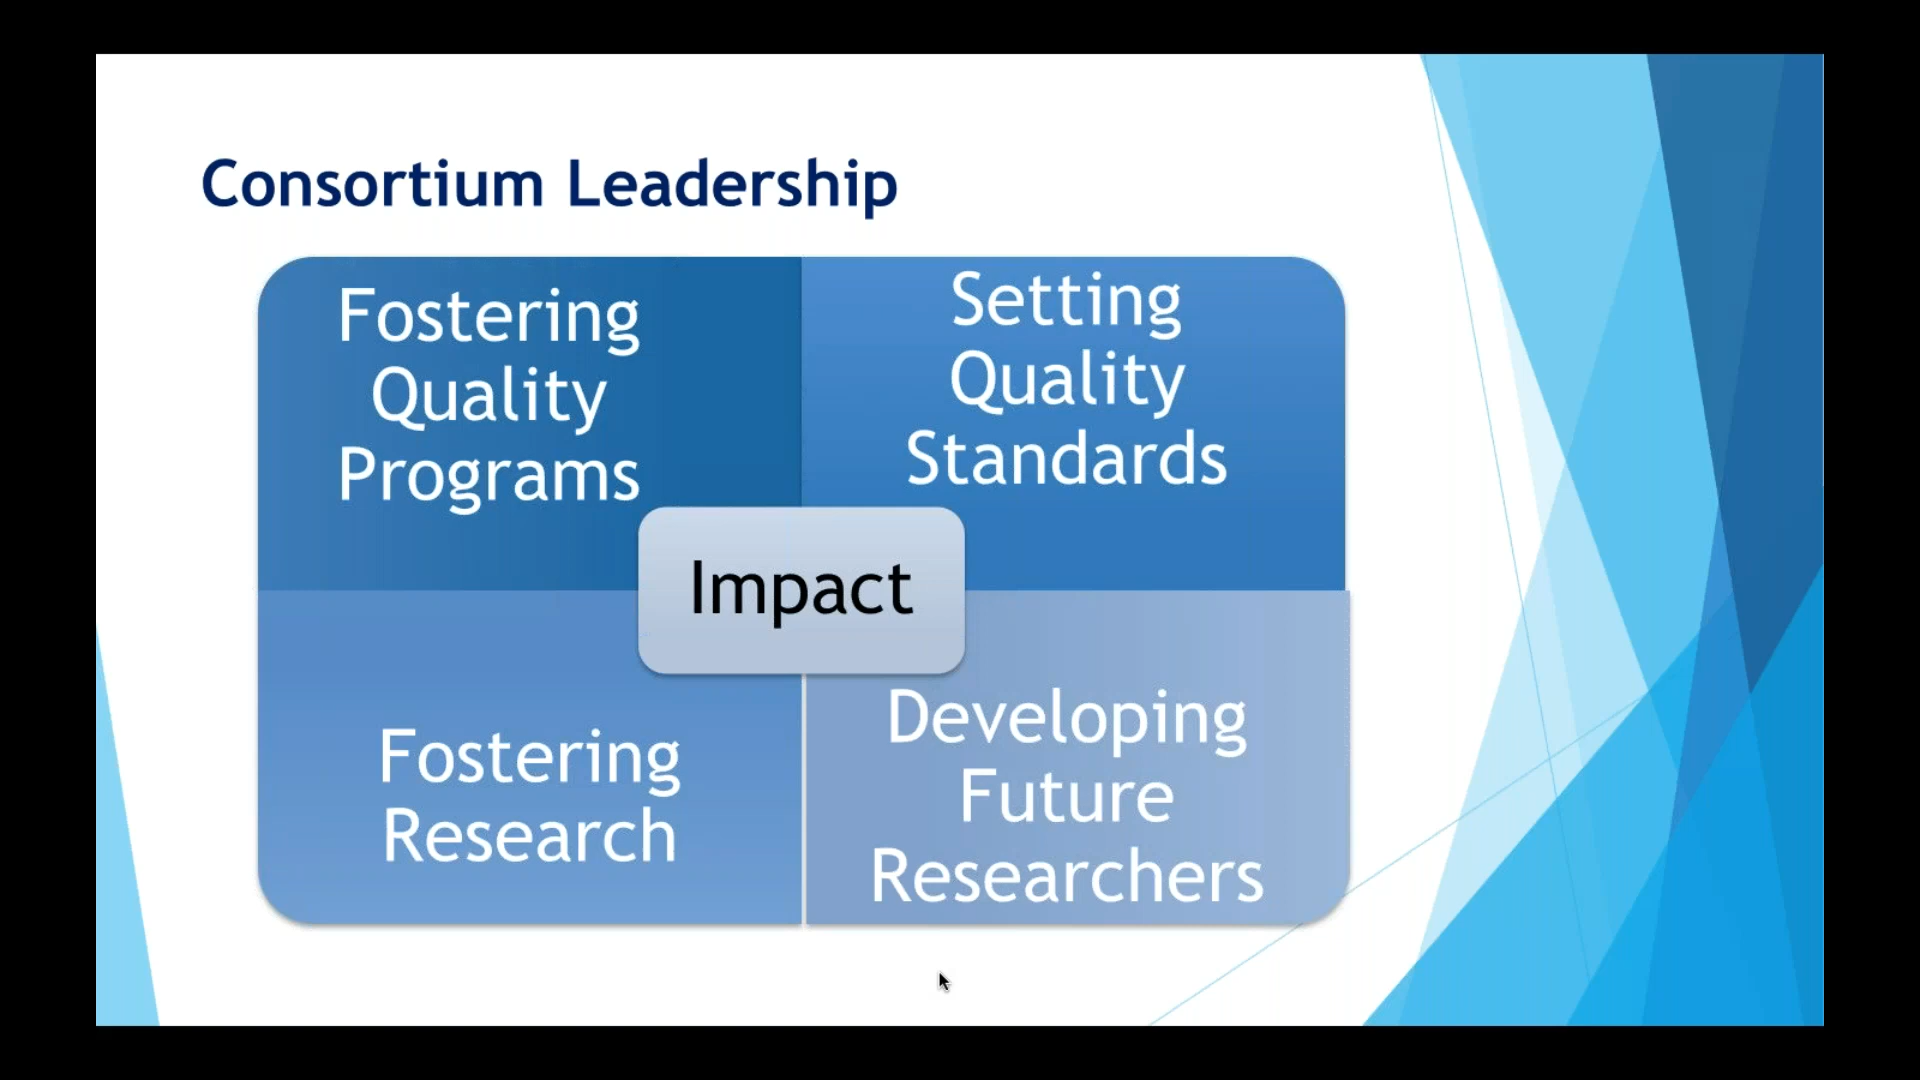 Consortium Leadership
Fostering
Quality
Programs
Setting
Quality
Standards
Impact
Fostering
Research
Developing
Future
Researchers